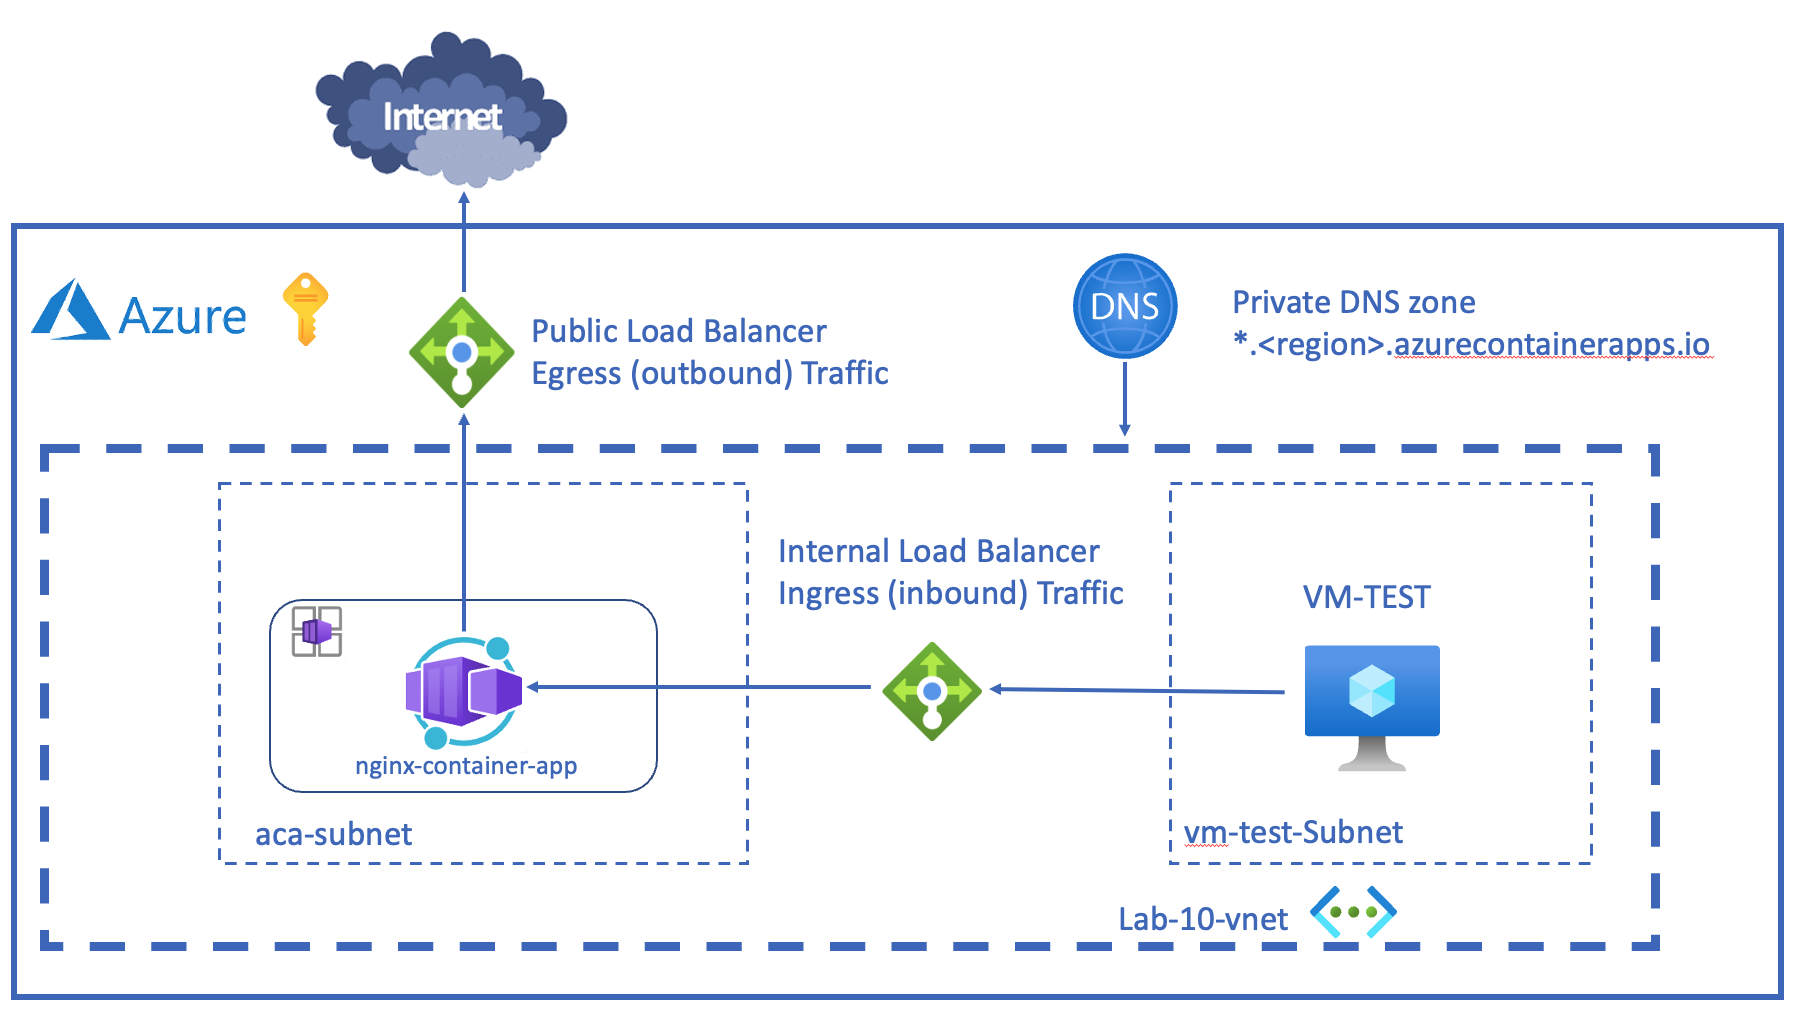 Internet
Azure
Public Load Balancer
Egress (outbound) Traffic
DNS
Private DNS zone
*.<region>.azurecontainerapps.io
Internal Load Balancer
Ingress (inbound) Traffic
VM-TEST
nginx-container-app
aca-subnet
vm-test-Subnet
Lab-10-vnet